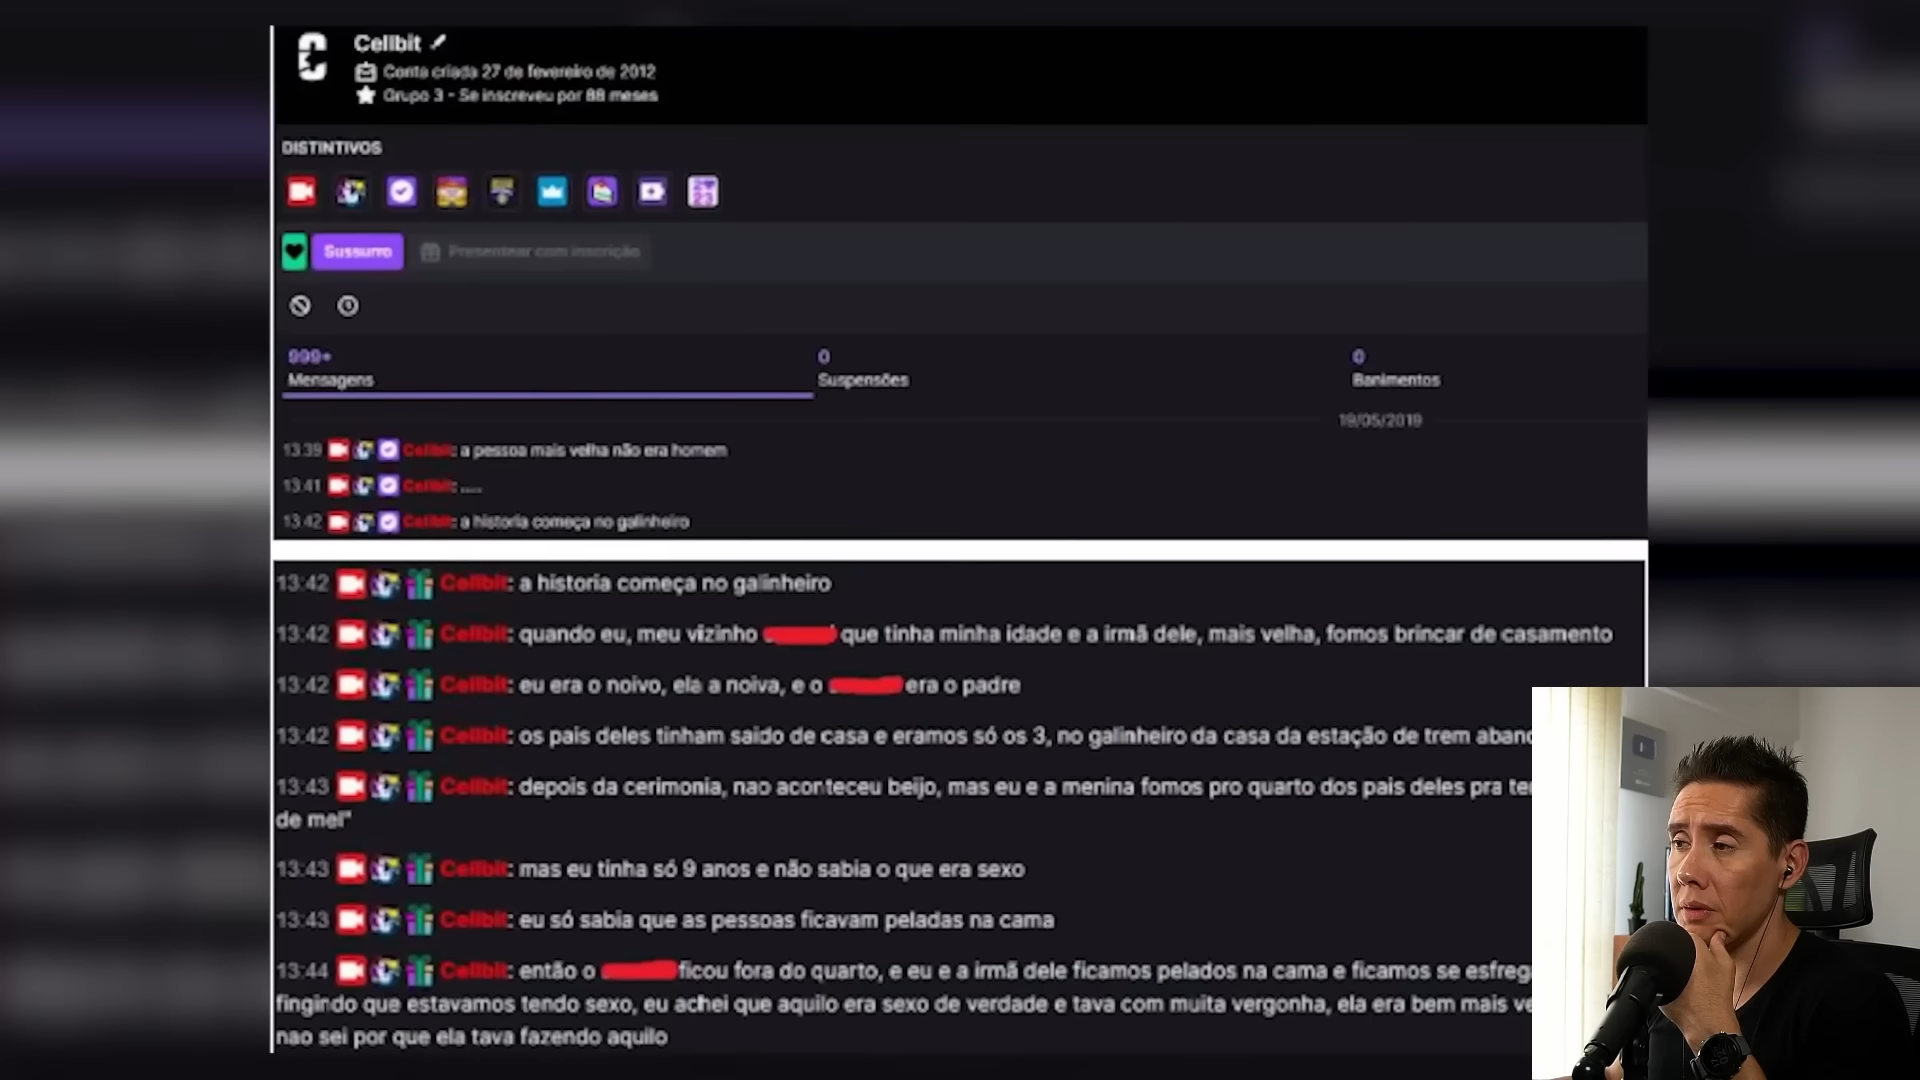 Cellbit
Conta criada 27 de fevereiro de 2012
Grupo 3 - Se inscreveu por 88 meses
DISTINTIVOS
Sussurro Presentear com inscrição
999+ 0 0
Mensagens Suspensões Banimentos
19/05/2019
13:39 Cellbit: a pessoa mais velha não era homem
13:41 Cellbit: .....
13:42 Cellbit: a historia começa no galinheiro
13:42 Cellbit: a historia começa no galinheiro
13:42 Cellbit: quando eu, meu vizinho que tinha minha idade e a irmã dele, mais velha, fomos brincar de casamento
13:42 Cellbit: eu era o noivo, ela a noiva, e o era o padre
13:42 Cellbit: os pais deles tinham saido de casa e eramos só os 3, no galinheiro da casa da estação de trem
13:43 Cellbit: depois da cerimonia, nao aconteceu beijo, mas eu e a menina fomos pro quarto dos pais deles pra
de mel"
13:43 Cellbit: mas eu tinha só 9 anos e não sabia o que era sexo
13:43 Cellbit: eu só sabia que as pessoas ficavam peladas na cama
13:44 Cellbit: então o ficou fora do quarto, e eu e a irmã dele ficamos pelados na cama e ficamos se
fingindo que estavamos tendo sexo, eu achei que aquilo era sexo de verdade e tava com muita vergonha, ela era bem mais
nao sei por que ela tava fazendo aquilo